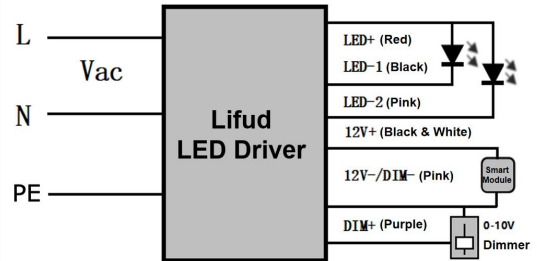 L
Vac
N
PE
Lifud
LED Driver
LED+ (Red)
LED-1 (Black)
LED-2 (Pink)
12V+ (Black & White)
12V-/DIM- (Pink)
DIM+ (Purple)
Smart
Module
0-10V
Dimmer